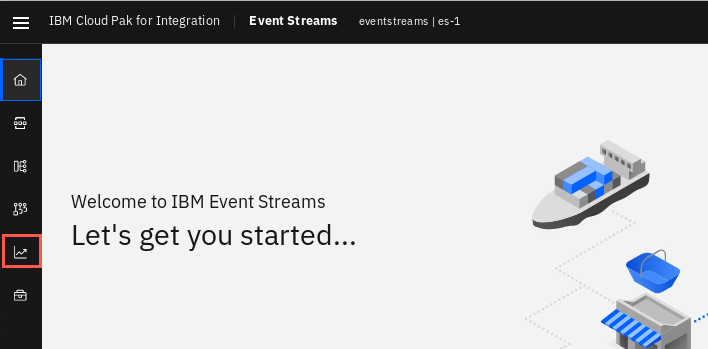 IBM Cloud Pak for Integration | Event Streams eventstreams | es-1
Welcome to IBM Event Streams
Let's get you started...